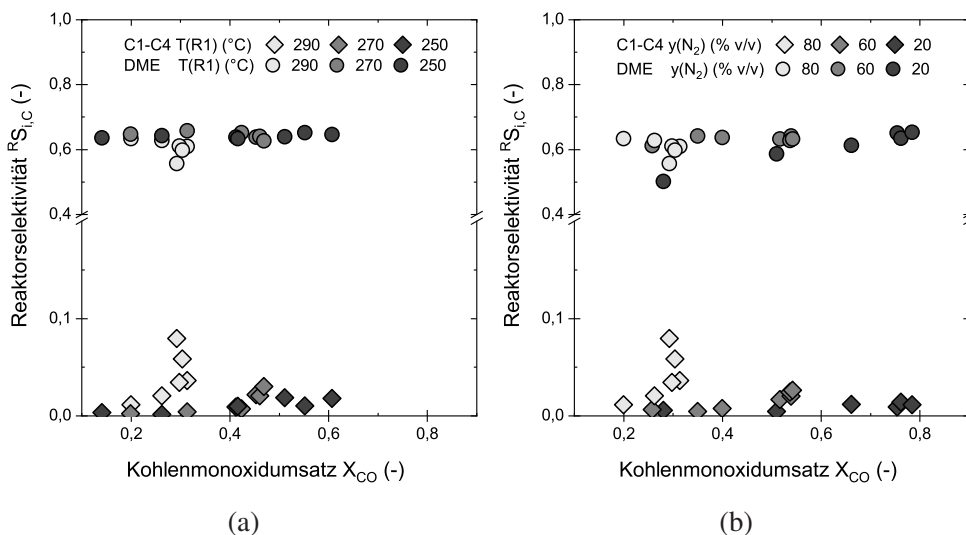 C1-C4 T(R1) (°C) 290 270 250
DME T(R1) (°C) 290 270 250
1,0
0,8
0,6
0,4
0,1
0,0
0,2 0,4 0,6 0,8
Reaktorselektivität ᴿS_i,C (-)
Kohlenmonoxidumsatz X_CO (-)
(a)
C1-C4 y(N₂) (% v/v) 80 60 20
DME y(N₂) (% v/v) 80 60 20
1,0
0,8
0,6
0,4
0,1
0,0
0,2 0,4 0,6 0,8
Reaktorselektivität ᴿS_i,C (-)
Kohlenmonoxidumsatz X_CO (-)
(b)